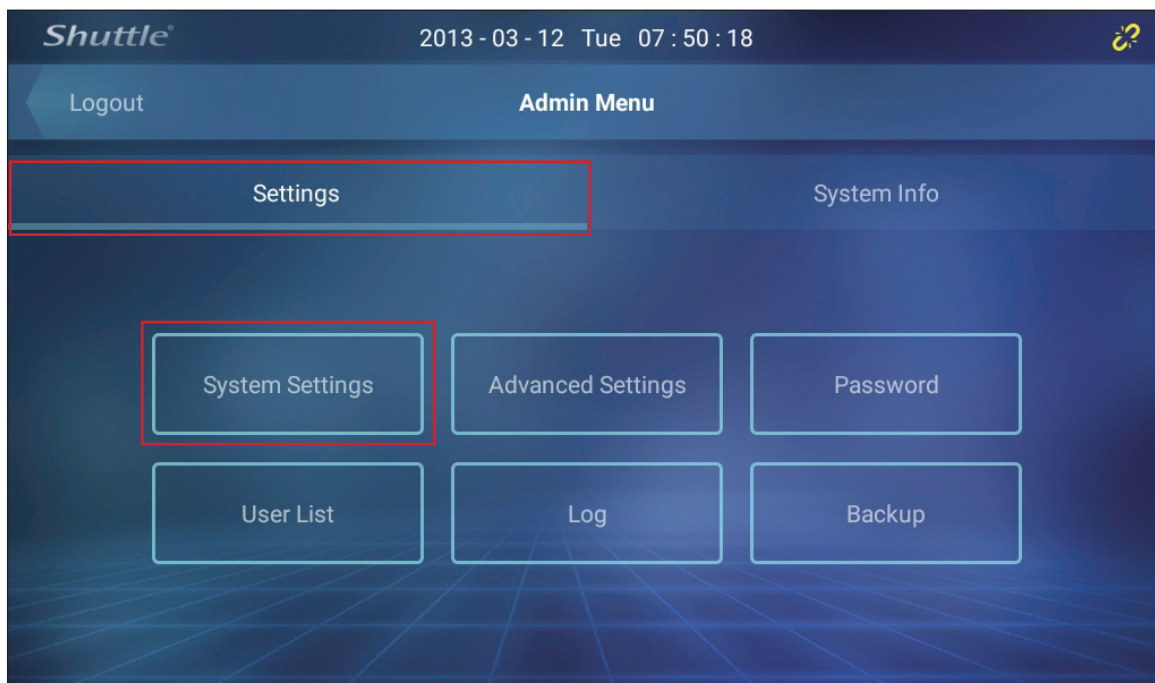 Shuttle® 2013 - 03 - 12 Tue 07 : 50 : 18
Logout Admin Menu
Settings System Info
System Settings Advanced Settings Password
User List Log Backup